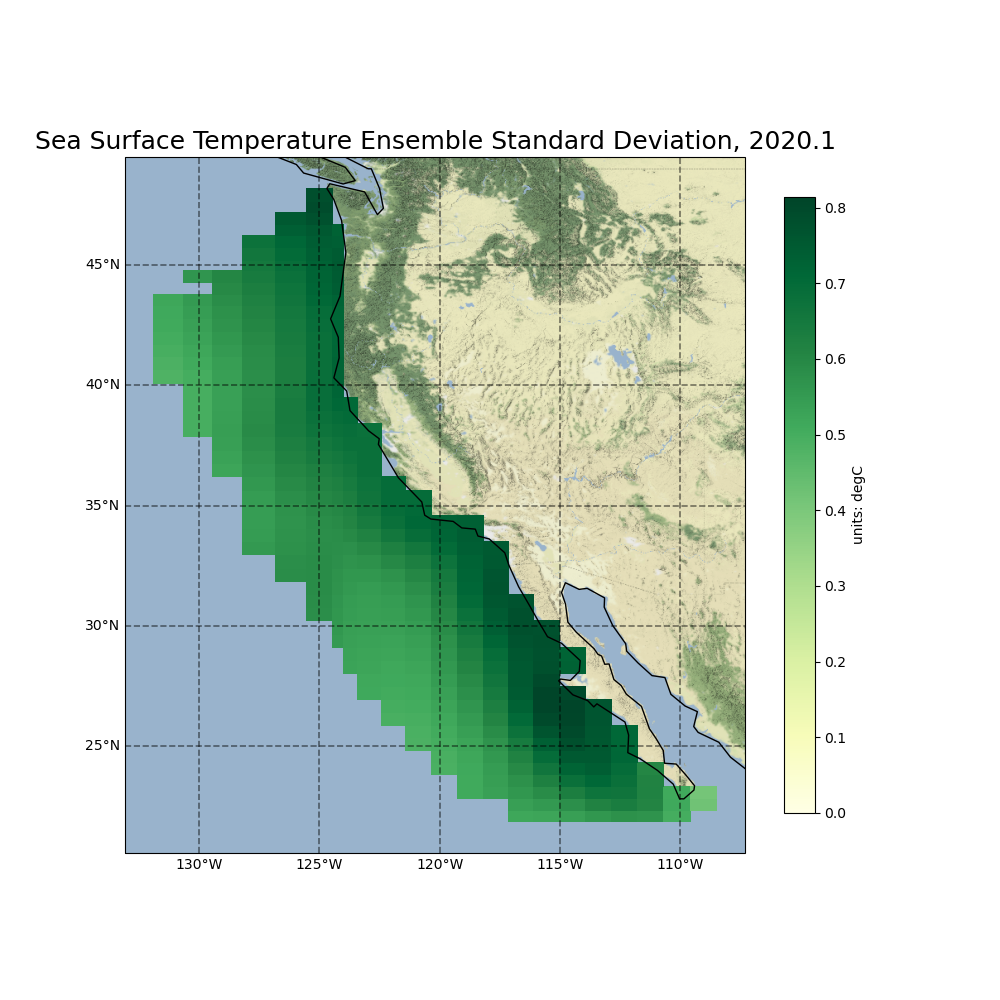 Sea Surface Temperature Ensemble Standard Deviation, 2020.1
45°N
40°N
35°N
30°N
25°N
130°W
125°W
120°W
115°W
110°W
0.8
0.7
0.6
0.5
0.4
0.3
0.2
0.1
0.0
units: degC